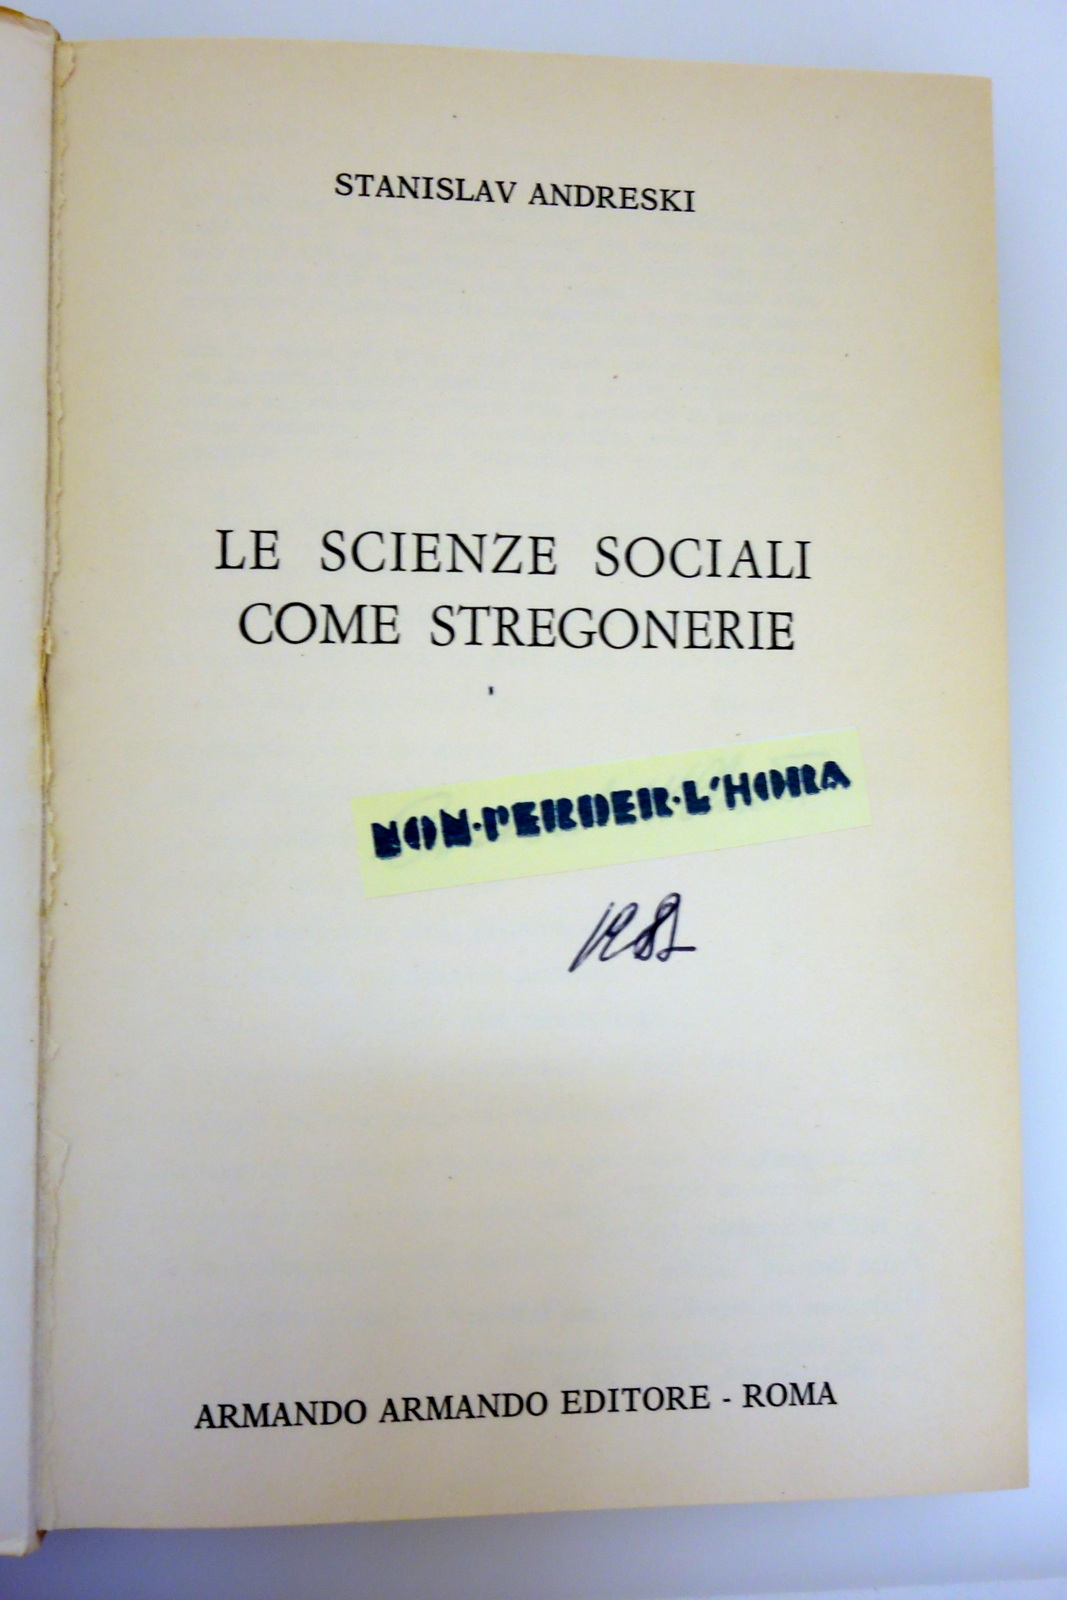 STANISLAV ANDRESKI
LE SCIENZE SOCIALI
COME STREGONERIE
NON·PERDER·L'HORA
ARMANDO ARMANDO EDITORE - ROMA